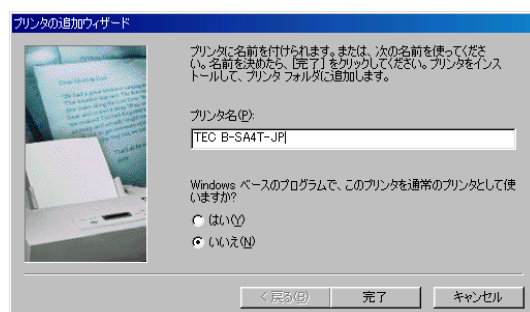 プリンタの追加ウィザード
プリンタに名前を付けられます。または、次の名前を使ってくださ
い。名前を決めたら、[完了] をクリックしてください。プリンタをインス
トールして、プリンタ フォルダに追加します。
プリンタ名(P):
TEC B-SA4T-JP
Windows ベースのプログラムで、このプリンタを通常のプリンタとして使
いますか?
はい(Y)
いいえ(N)
< 戻る(B)
完了
キャンセル